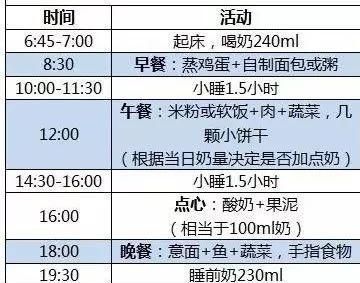 时间 活动
6:45-7:00 起床，喝奶240ml
8:30 早餐：蒸鸡蛋+自制面包或粥
10:00-11:30 小睡1.5小时
午餐：米粉或软饭+肉+蔬菜，几
12:00 颗小饼干
（根据当日奶量决定是否加点奶）
14:30-16:00 小睡1.5小时
16:00 点心：酸奶+果泥
（相当于100ml奶）
18:00 晚餐：意面+鱼+蔬菜，手指食物
19:30 睡前奶230ml